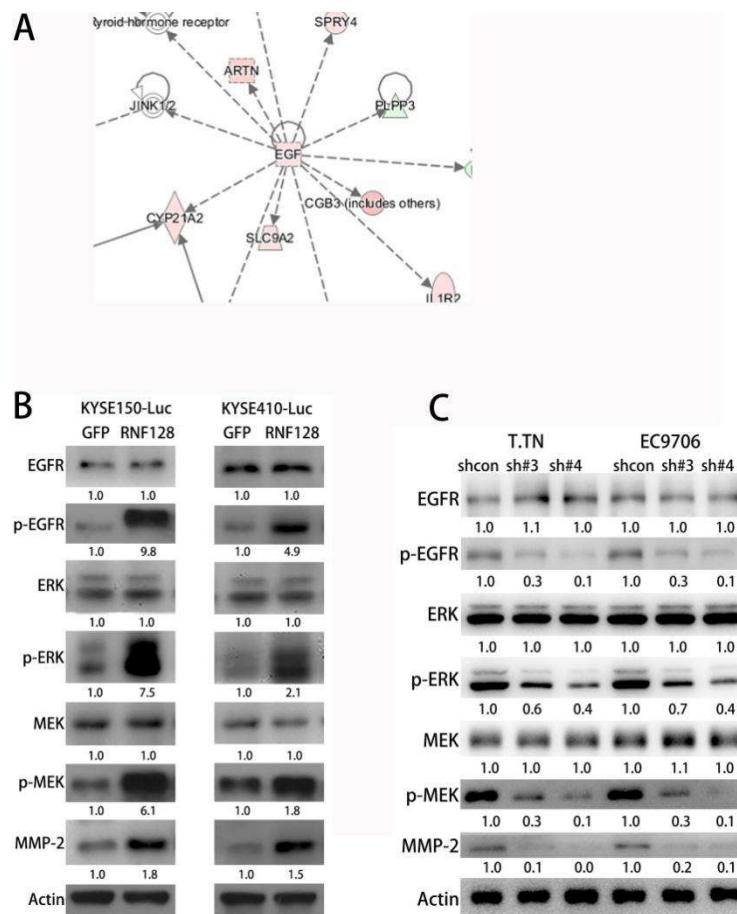 A
yroid hormone receptor
SPRY4
ARTN
JINK1/2
PLPP3
EGF
CGB3 (includes others)
CYP21A2
SLC9A2
IL1R2
B
KYSE150-Luc KYSE410-Luc
GFP RNF128 GFP RNF128
EGFR
1.0 1.0 1.0 1.0
p-EGFR
1.0 9.8 1.0 4.9
ERK
1.0 1.0 1.0 1.0
p-ERK
1.0 7.5 1.0 2.1
MEK
1.0 1.0 1.0 1.0
p-MEK
1.0 6.1 1.0 1.8
MMP-2
1.0 1.8 1.0 1.5
Actin
C
T.TN EC9706
shcon sh#3 sh#4 shcon sh#3 sh#4
EGFR
1.0 1.1 1.0 1.0 1.0 1.0
p-EGFR
1.0 0.3 0.1 1.0 0.3 0.1
ERK
1.0 1.0 1.0 1.0 1.0 1.0
p-ERK
1.0 0.6 0.4 1.0 0.7 0.4
MEK
1.0 1.0 1.0 1.0 1.1 1.0
p-MEK
1.0 0.3 0.1 1.0 0.3 0.1
MMP-2
1.0 0.1 0.0 1.0 0.2 0.1
Actin